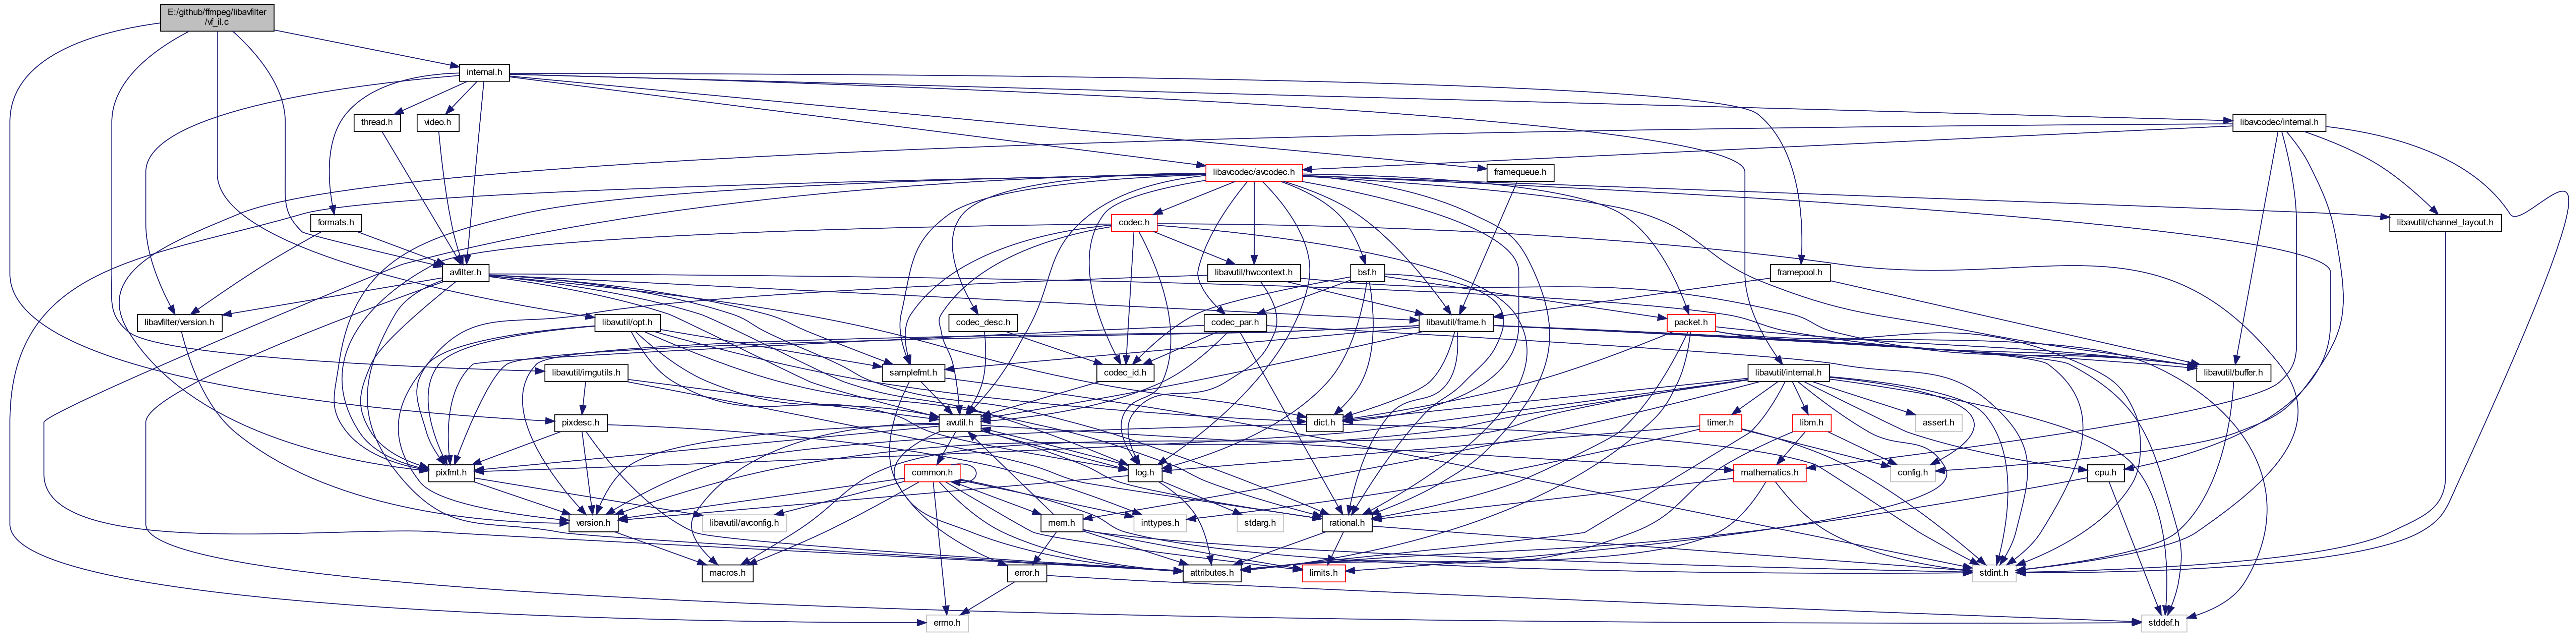 E:/github/ffmpeg/libavfilter
/vf_il.c
internal.h
thread.h
video.h
libavcodec/internal.h
libavcodec/avcodec.h
framequeue.h
formats.h
codec.h
libavutil/channel_layout.h
avfilter.h
libavutil/hwcontext.h
bsf.h
framepool.h
libavfilter/version.h
libavutil/opt.h
codec_desc.h
codec_par.h
libavutil/frame.h
packet.h
libavutil/imgutils.h
samplefmt.h
codec_id.h
libavutil/internal.h
libavutil/buffer.h
pixdesc.h
avutil.h
dict.h
timer.h
libm.h
assert.h
pixfmt.h
common.h
log.h
mathematics.h
config.h
cpu.h
version.h
libavutil/avconfig.h
mem.h
inttypes.h
stdarg.h
rational.h
macros.h
error.h
attributes.h
limits.h
stdint.h
errno.h
stddef.h